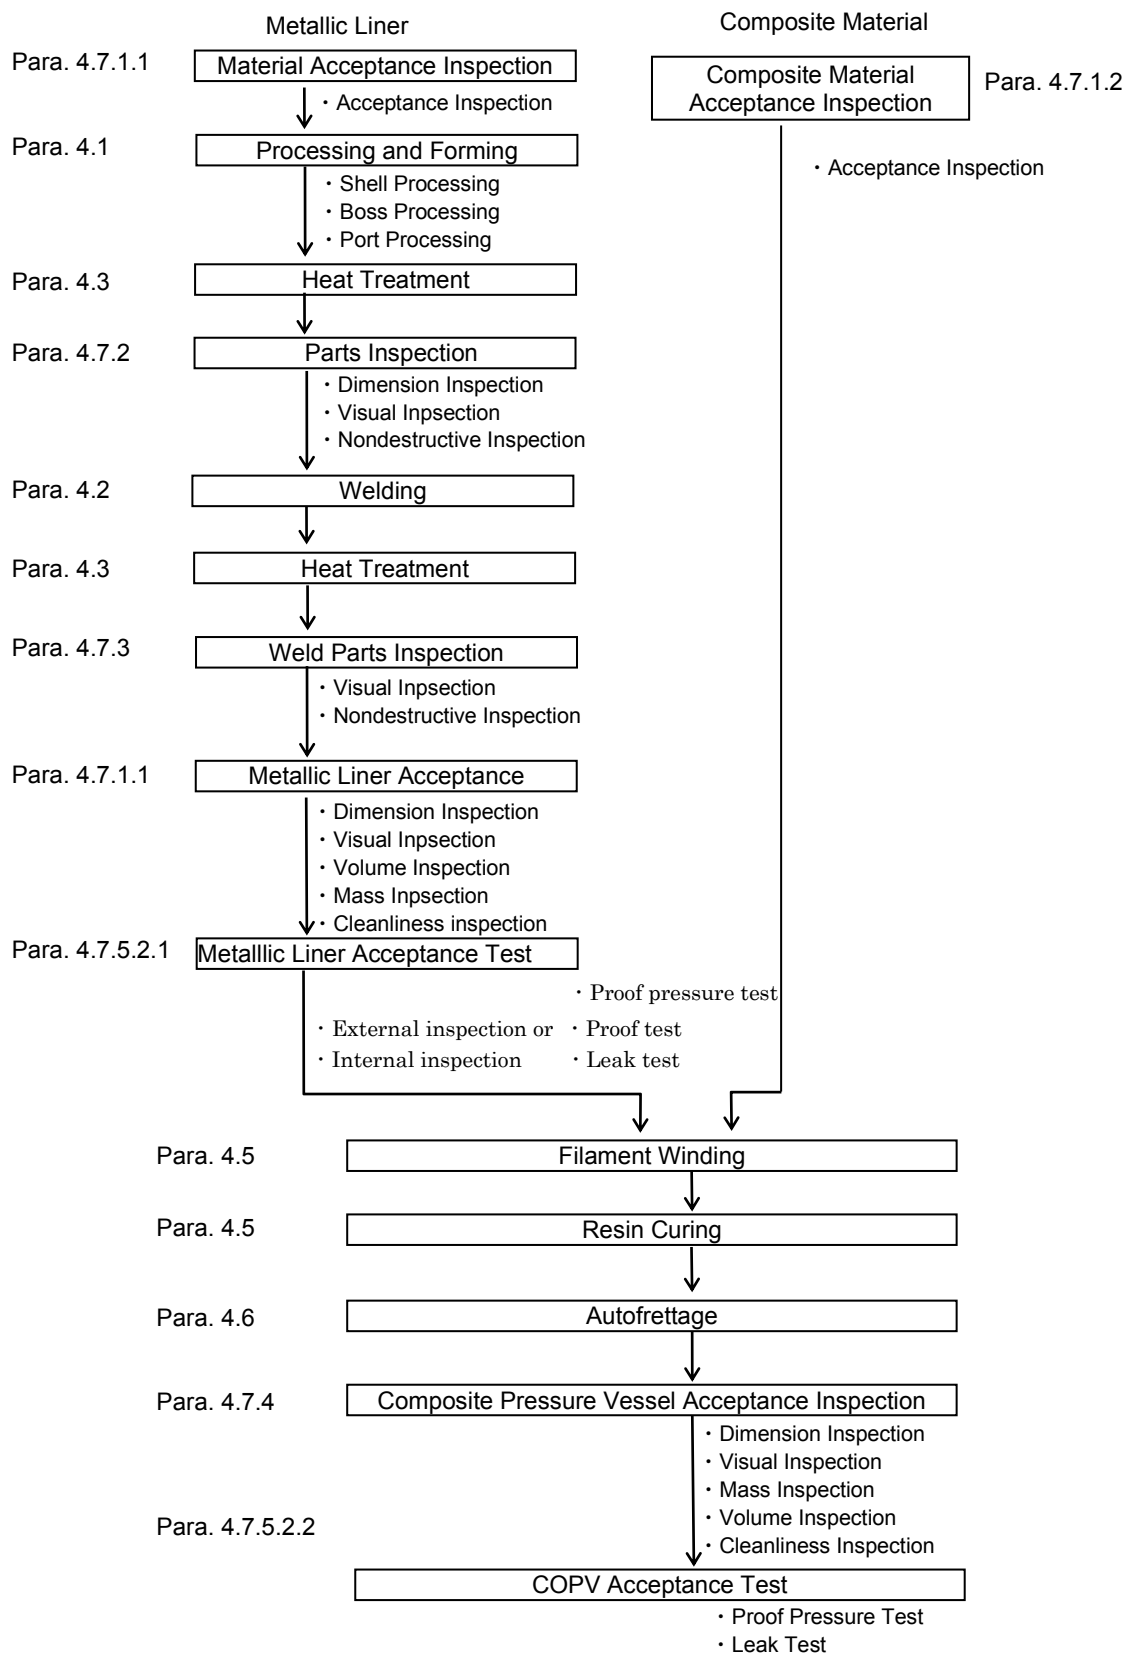 Metallic Liner
Composite Material
Para. 4.7.1.1
Material Acceptance Inspection
Composite Material
Acceptance Inspection
Para. 4.7.1.2
・Acceptance Inspection
Para. 4.1
Processing and Forming
・Acceptance Inspection
・Shell Processing
・Boss Processing
・Port Processing
Para. 4.3
Heat Treatment
Para. 4.7.2
Parts Inspection
・Dimension Inspection
・Visual Inpsection
・Nondestructive Inspection
Para. 4.2
Welding
Para. 4.3
Heat Treatment
Para. 4.7.3
Weld Parts Inspection
・Visual Inpsection
・Nondestructive Inspection
Para. 4.7.1.1
Metallic Liner Acceptance
・Dimension Inspection
・Visual Inpsection
・Volume Inspection
・Mass Inpsection
・Cleanliness inspection
Para. 4.7.5.2.1
Metalllic Liner Acceptance Test
・Proof pressure test
・External inspection or ・Proof test
・Internal inspection ・Leak test
Para. 4.5
Filament Winding
Para. 4.5
Resin Curing
Para. 4.6
Autofrettage
Para. 4.7.4
Composite Pressure Vessel Acceptance Inspection
・Dimension Inspection
・Visual Inspection
・Mass Inspection
・Volume Inspection
Para. 4.7.5.2.2
・Cleanliness Inspection
COPV Acceptance Test
・Proof Pressure Test
・Leak Test